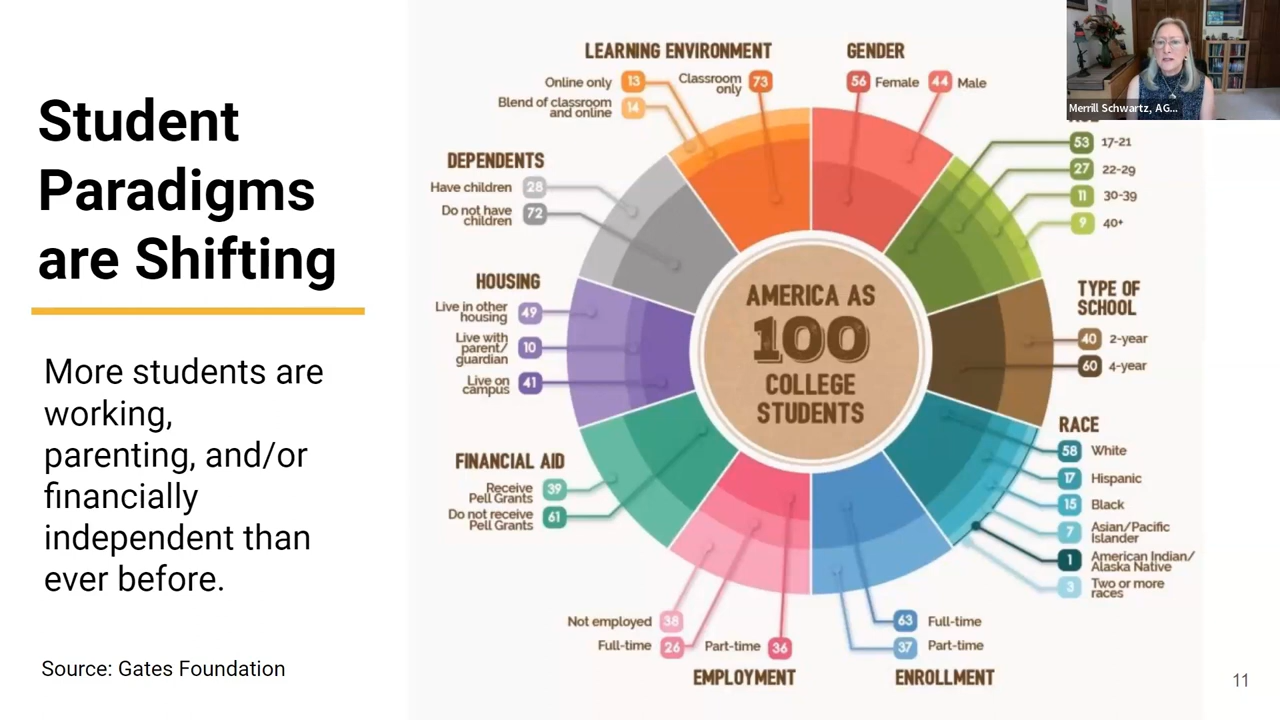 Student
Paradigms
are Shifting
More students are
working,
parenting, and/or
financially
independent than
ever before.
Source: Gates Foundation
LEARNING ENVIRONMENT
Online only 13
Blend of classroom
and online 14
Classroom
only 73
GENDER
56 Female
44 Male
Merrill Schwartz, AG...
53 17-21
27 22-29
11 30-39
9 40+
DEPENDENTS
Have children 28
Do not have
children 72
HOUSING
Live in other
housing 49
Live with
parent/
guardian 10
Live on
campus 41
AMERICA AS
100
COLLEGE
STUDENTS
TYPE OF
SCHOOL
40 2-year
60 4-year
RACE
58 White
17 Hispanic
15 Black
7 Asian/Pacific
Islander
1 American Indian/
Alaska Native
3 Two or more
races
FINANCIAL AID
Receive
Pell Grants 39
Do not receive
Pell Grants 61
Not employed 38
Full-time 26
Part-time 36
EMPLOYMENT
63 Full-time
37 Part-time
ENROLLMENT
11